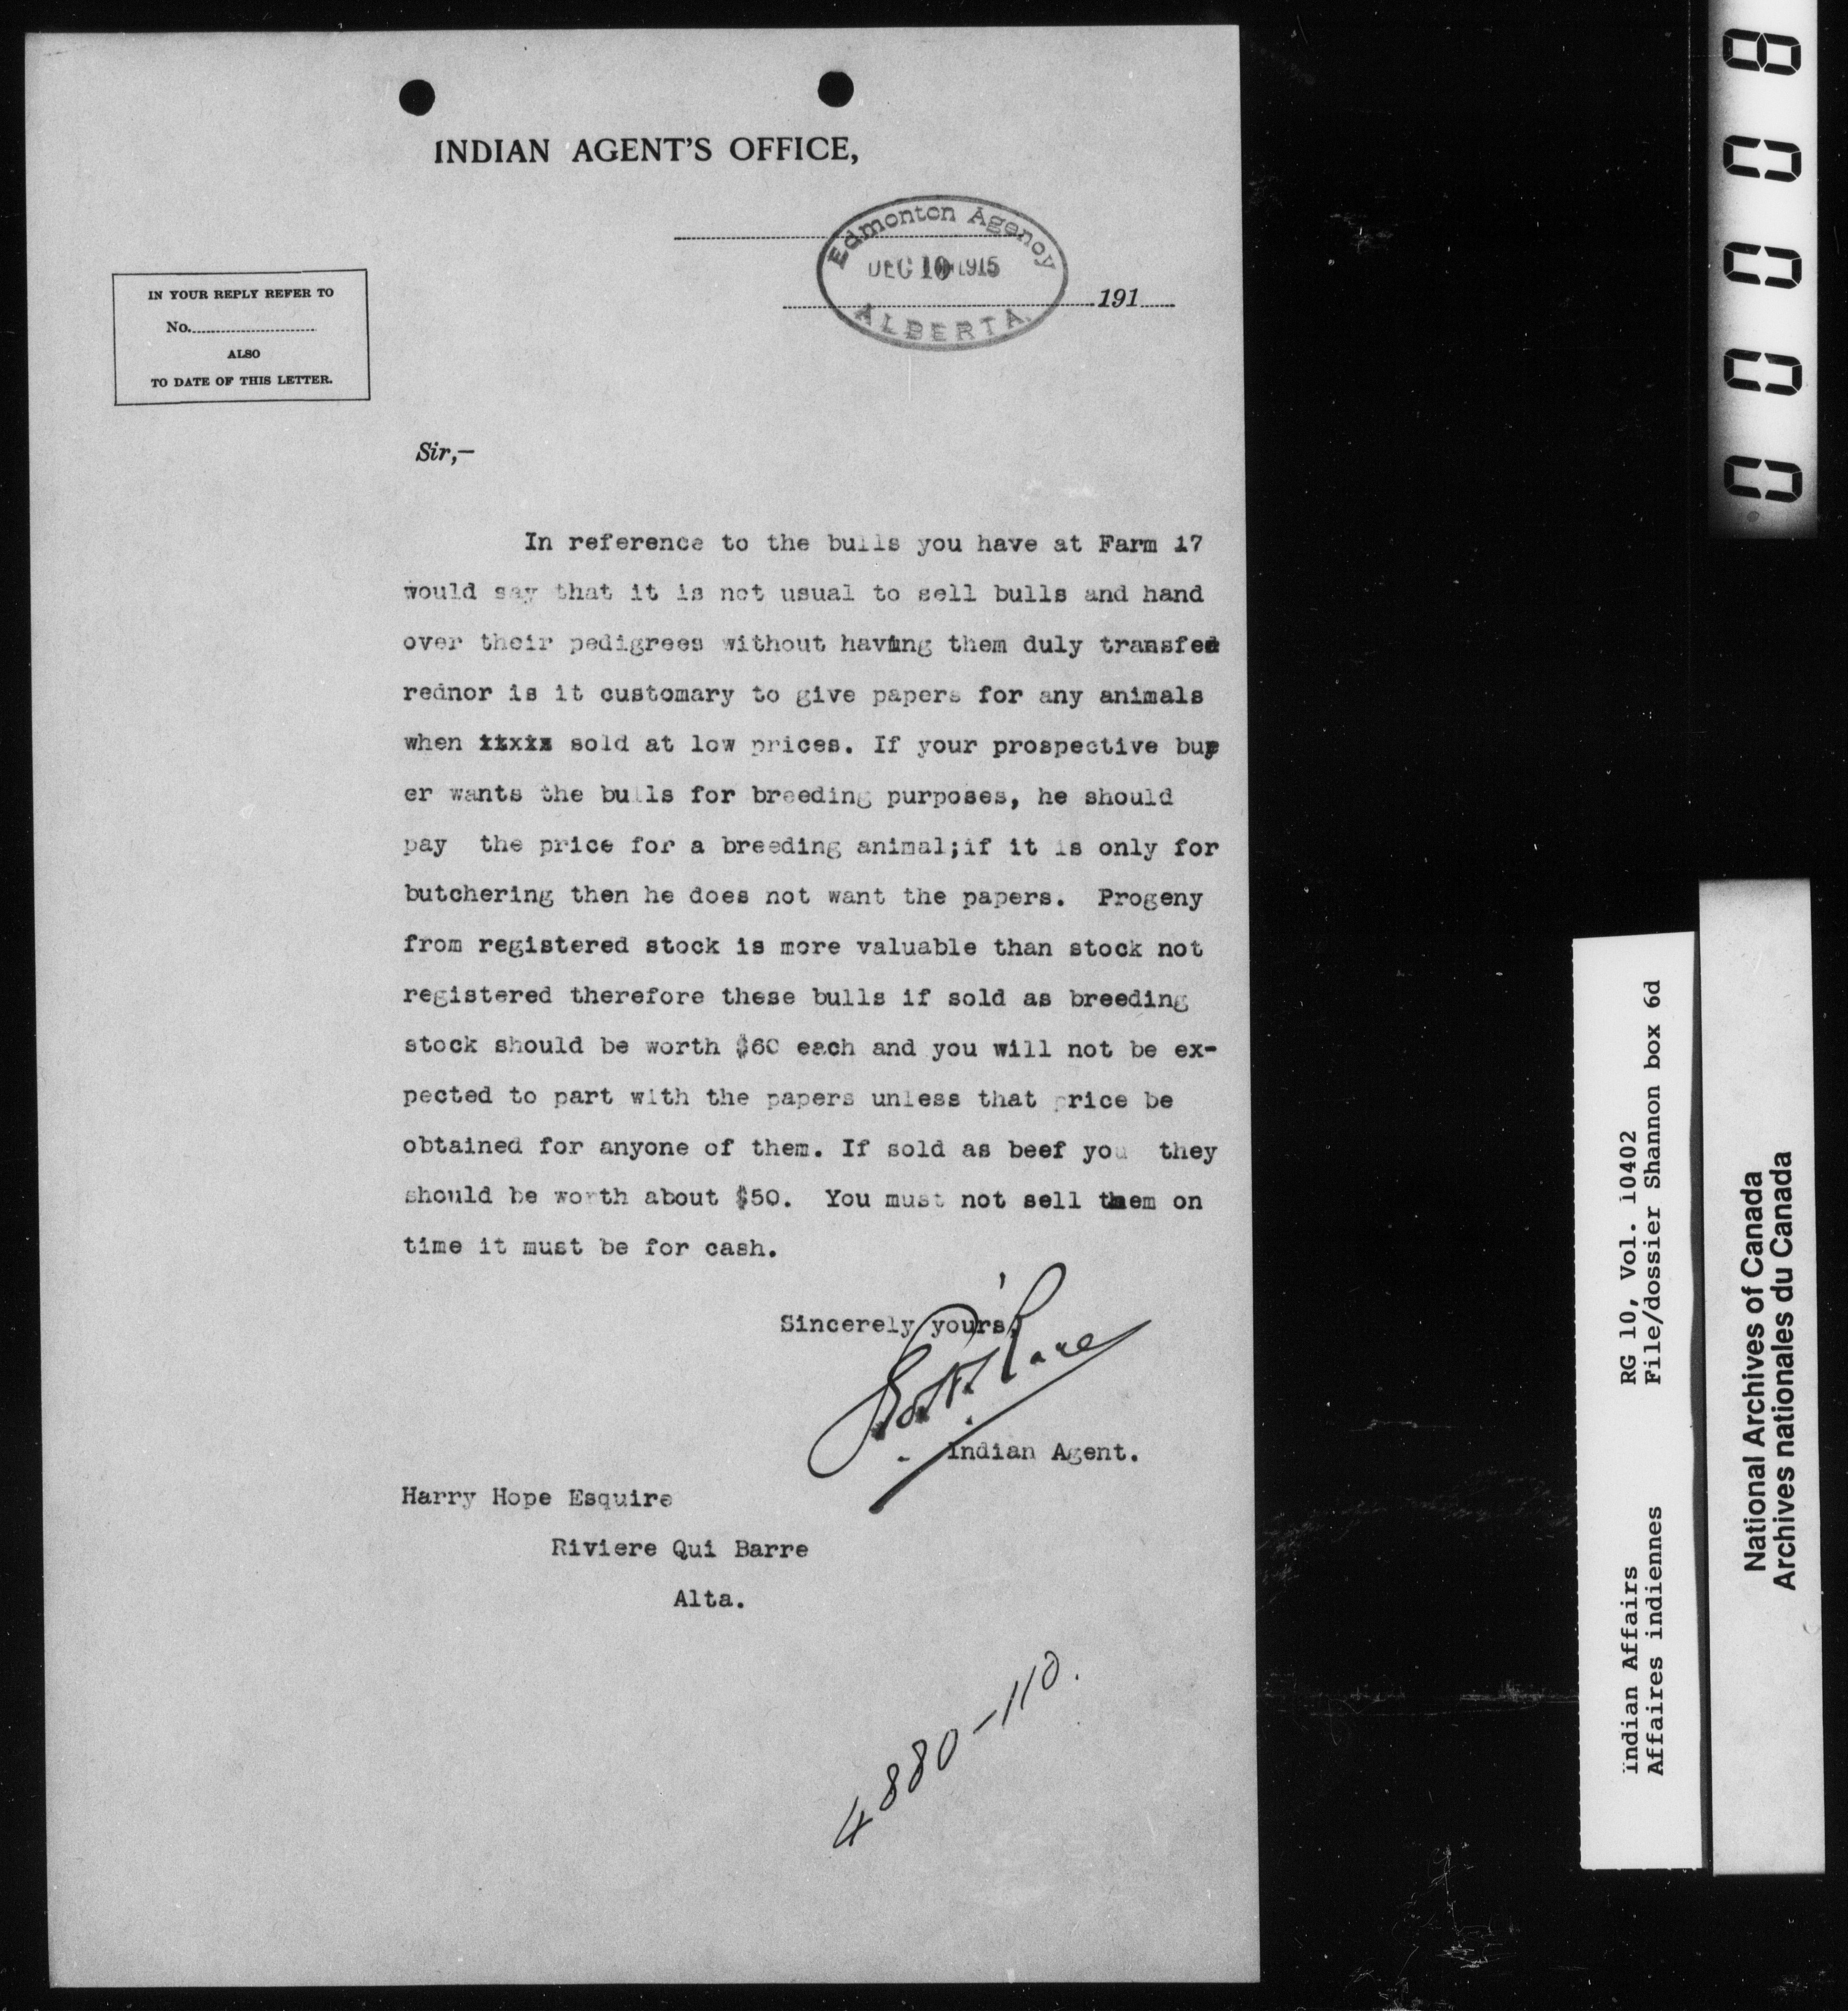 INDIAN AGENT'S OFFICE,
Edmonton Agency
DEC 10 1915
ALBERTA.
191
IN YOUR REPLY REFER TO
No.
ALSO
TO DATE OF THIS LETTER.
Sir,—
In reference to the bulls you have at Farm 17
would say that it is not usual to sell bulls and hand
over their pedigrees without having them duly transfer
rednor is it customary to give papers for any animals
when sold at low prices. If your prospective buy
er wants the bulls for breeding purposes, he should
pay the price for a breeding animal;if it is only for
butchering then he does not want the papers. Progeny
from registered stock is more valuable than stock not
registered therefore these bulls if sold as breeding
stock should be worth $60 each and you will not be ex-
pected to part with the papers unless that price be
obtained for anyone of them. If sold as beef you they
should be worth about $50. You must not sell them on
time it must be for cash.
Sincerely yours,
Indian Agent.
Harry Hope Esquire
Riviere Qui Barre
Alta.
4880-110.
00008
Indian Affairs RG 10, Vol. 10402
Affaires indiennes File/dossier Shannon box 6d
National Archives of Canada
Archives nationales du Canada